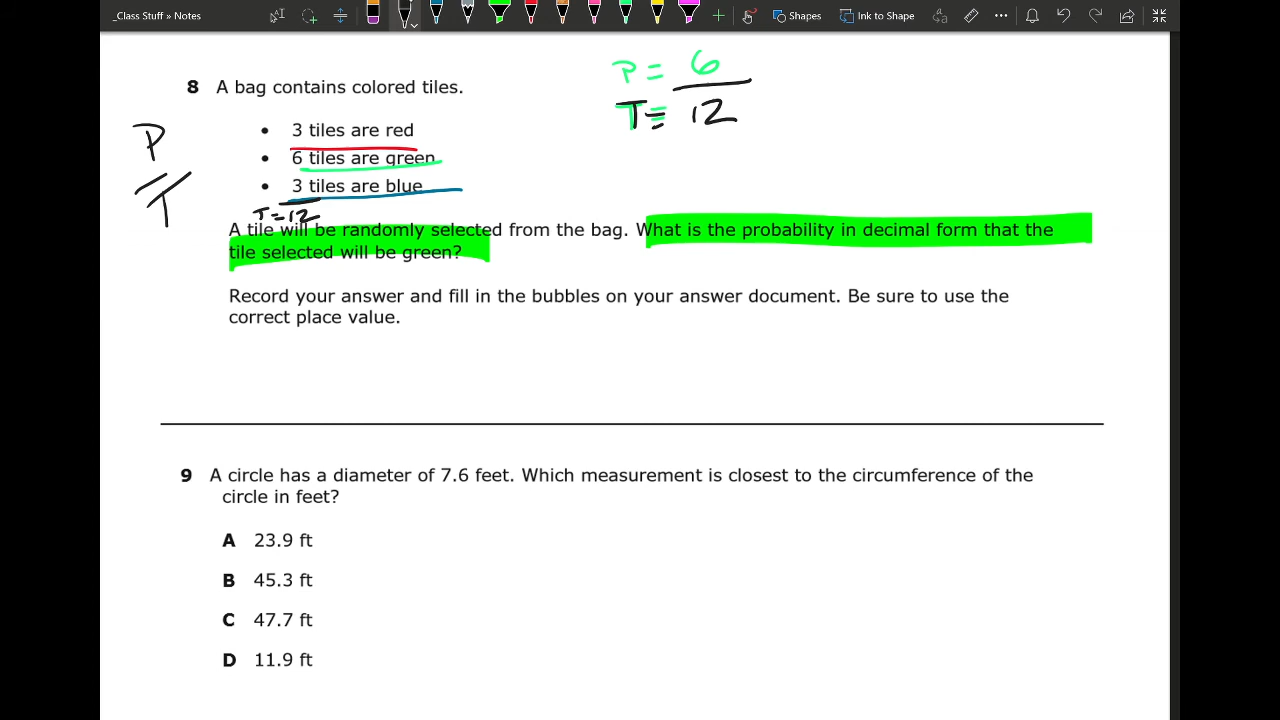 _Class Stuff » Notes
Shapes
Ink to Shape
P = 6
T = 12
8 A bag contains colored tiles.
P
T
• 3 tiles are red
• 6 tiles are green
• 3 tiles are blue
T = 12
A tile will be randomly selected from the bag. What is the probability in decimal form that the
tile selected will be green?
Record your answer and fill in the bubbles on your answer document. Be sure to use the
correct place value.
9 A circle has a diameter of 7.6 feet. Which measurement is closest to the circumference of the
circle in feet?
A 23.9 ft
B 45.3 ft
C 47.7 ft
D 11.9 ft